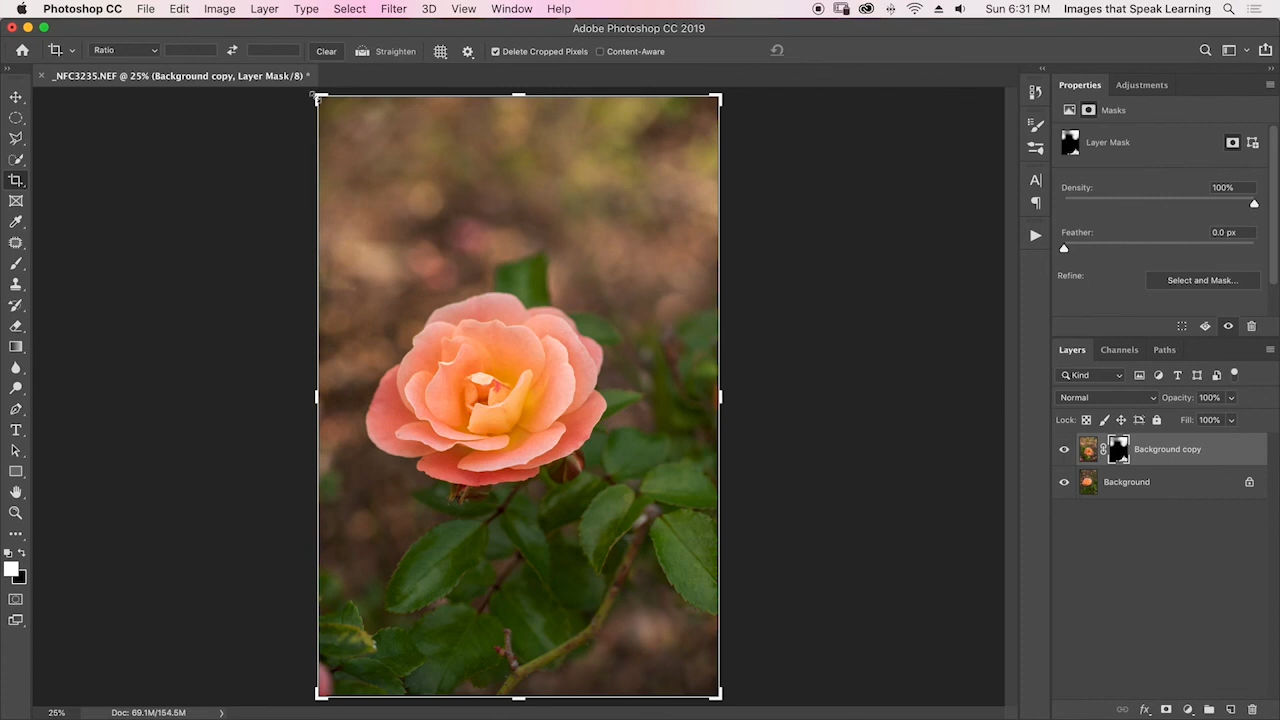 Photoshop CC File Edit Image Layer Type Select Filter 3D View Window Help Sun 6:31 PM Images that Speak Learning
Adobe Photoshop CC 2019
Ratio Clear Straighten Delete Cropped Pixels Content-Aware
_NFC3235.NEF @ 25% (Background copy, Layer Mask/8) *
Properties Adjustments
Masks
Layer Mask
Density: 100%
Feather: 0.0 px
Refine: Select and Mask...
Layers Channels Paths
Kind
Normal Opacity: 100%
Lock: Fill: 100%
Background copy
Background
25% Doc: 69.1M/154.5M